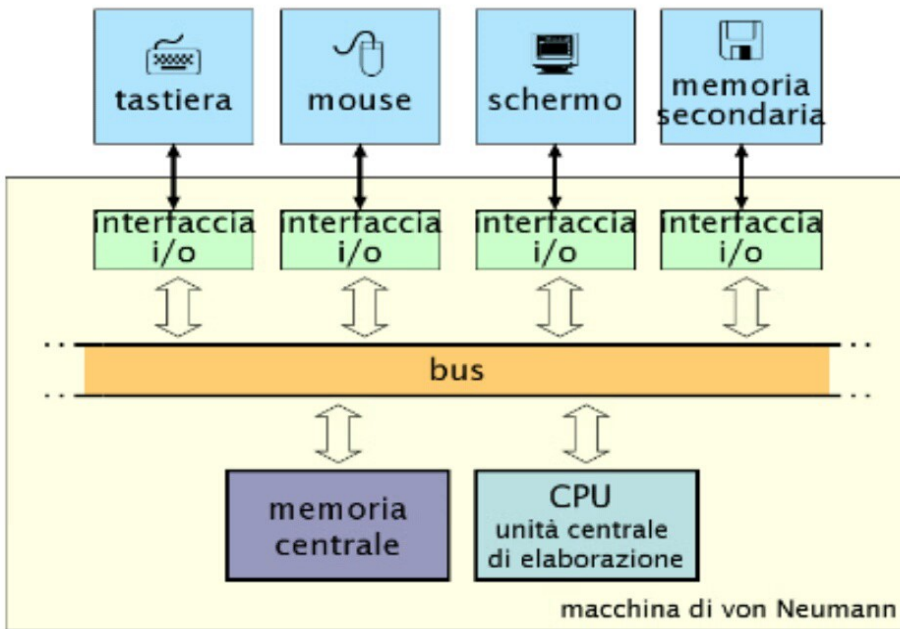 tastiera
mouse
schermo
memoria
secondaria
interfaccia
i/o
interfaccia
i/o
interfaccia
i/o
interfaccia
i/o
bus
memoria
centrale
CPU
unità centrale
di elaborazione
macchina di von Neumann